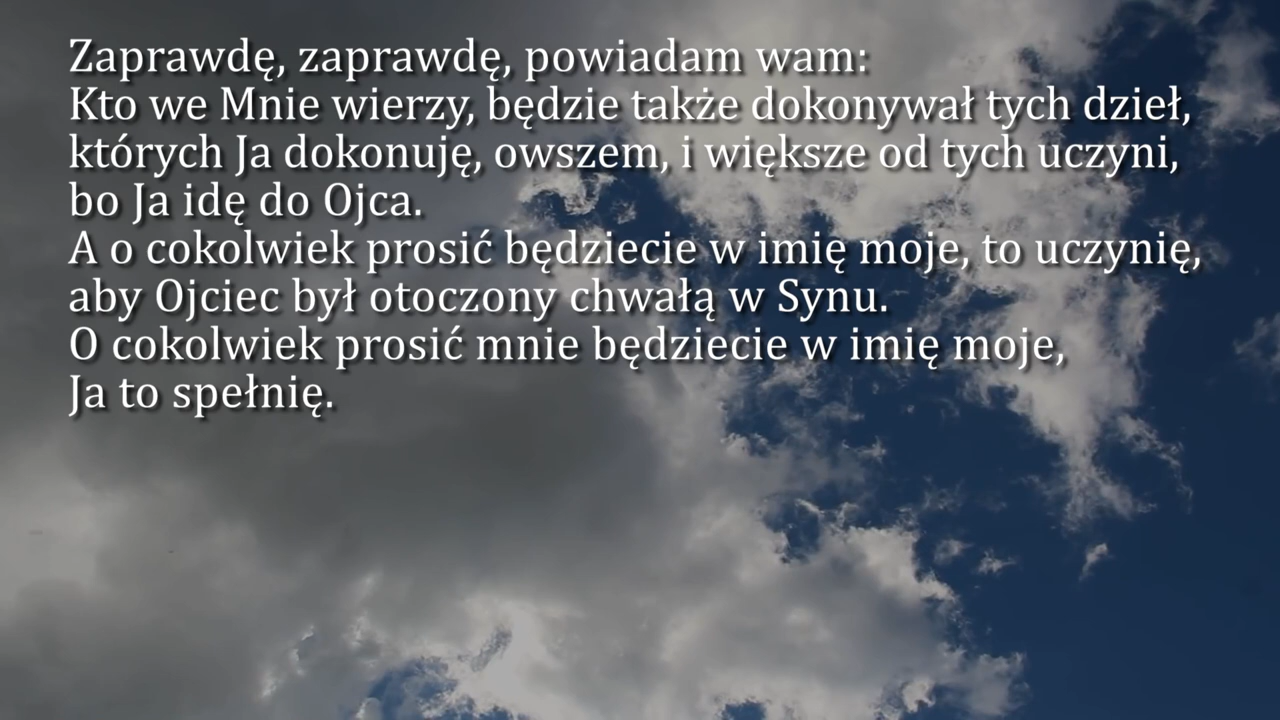 Zaprawdę, zaprawdę, powiadam wam:
Kto we Mnie wierzy, będzie także dokonywał tych dzieł,
których Ja dokonuję, owszem, i większe od tych uczyni,
bo Ja idę do Ojca.
A o cokolwiek prosić będziecie w imię moje, to uczynię,
aby Ojciec był otoczony chwałą w Synu.
O cokolwiek prosić mnie będziecie w imię moje,
Ja to spełnię.